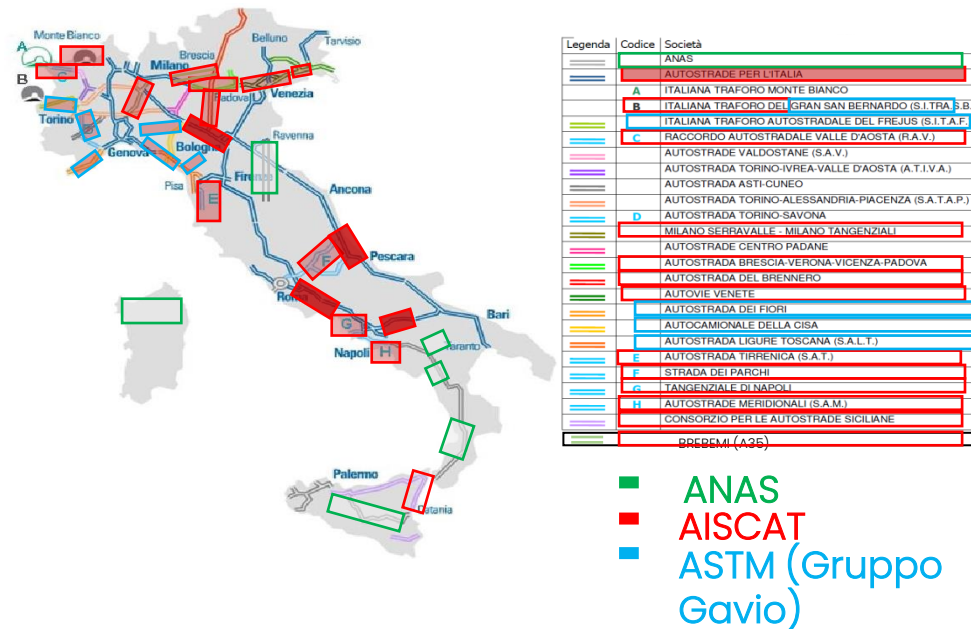 Monte Bianco
A
B
C
Torino
Milano
Brescia
Belluno
Tarvisio
Padova
Venezia
Genova
Bologna
Ravenna
Pisa
Firenze
E
Ancona
F
Pescara
Roma
G
Napoli
H
Bari
Taranto
Palermo
Catania
Legenda Codice Società
ANAS
AUTOSTRADE PER L'ITALIA
A ITALIANA TRAFORO MONTE BIANCO
B ITALIANA TRAFORO DEL GRAN SAN BERNARDO (S.I.TRA.S.B.
ITALIANA TRAFORO AUTOSTRADALE DEL FREJUS (S.I.T.A.F.
C RACCORDO AUTOSTRADALE VALLE D'AOSTA (R.A.V.)
AUTOSTRADE VALDOSTANE (S.A.V.)
AUTOSTRADA TORINO-IVREA-VALLE D'AOSTA (A.T.I.V.A.)
AUTOSTRADA ASTI-CUNEO
AUTOSTRADA TORINO-ALESSANDRIA-PIACENZA (S.A.T.A.P.)
D AUTOSTRADA TORINO-SAVONA
MILANO SERRAVALLE - MILANO TANGENZIALI
AUTOSTRADE CENTRO PADANE
AUTOSTRADA BRESCIA-VERONA-VICENZA-PADOVA
AUTOSTRADA DEL BRENNERO
AUTOVIE VENETE
AUTOSTRADA DEI FIORI
AUTOCAMIONALE DELLA CISA
AUTOSTRADA LIGURE TOSCANA (S.A.L.T.)
E AUTOSTRADA TIRRENICA (S.A.T.)
F STRADA DEI PARCHI
G TANGENZIALE DI NAPOLI
H AUTOSTRADE MERIDIONALI (S.A.M.)
CONSORZIO PER LE AUTOSTRADE SICILIANE
BREBEMI (A35)
ANAS
AISCAT
ASTM (Gruppo
Gavio)